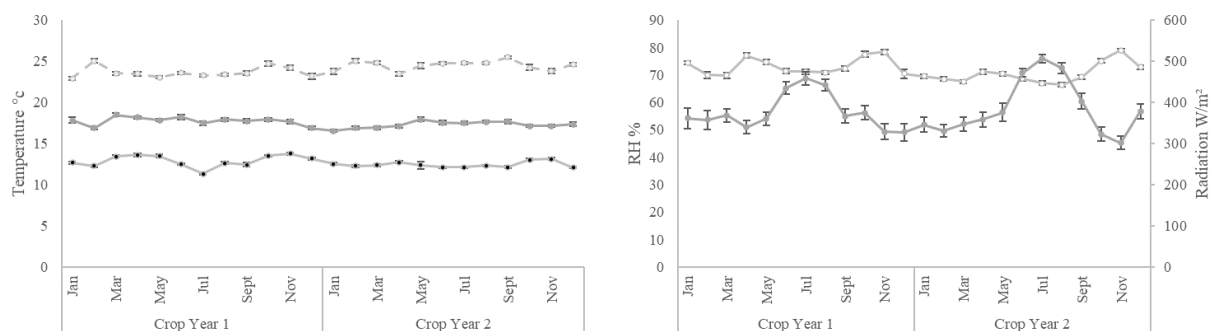 30
25
20
15
10
5
0
Temperature °c
Jan
Mar
May
Jul
Sept
Nov
Jan
Mar
May
Jul
Sept
Nov
Crop Year 1
Crop Year 2
90
80
70
60
50
40
30
20
10
0
RH %
600
500
400
300
200
100
0
Radiation W/m²
Jan
Mar
May
Jul
Sept
Nov
Jan
Mar
May
Jul
Sept
Nov
Crop Year 1
Crop Year 2